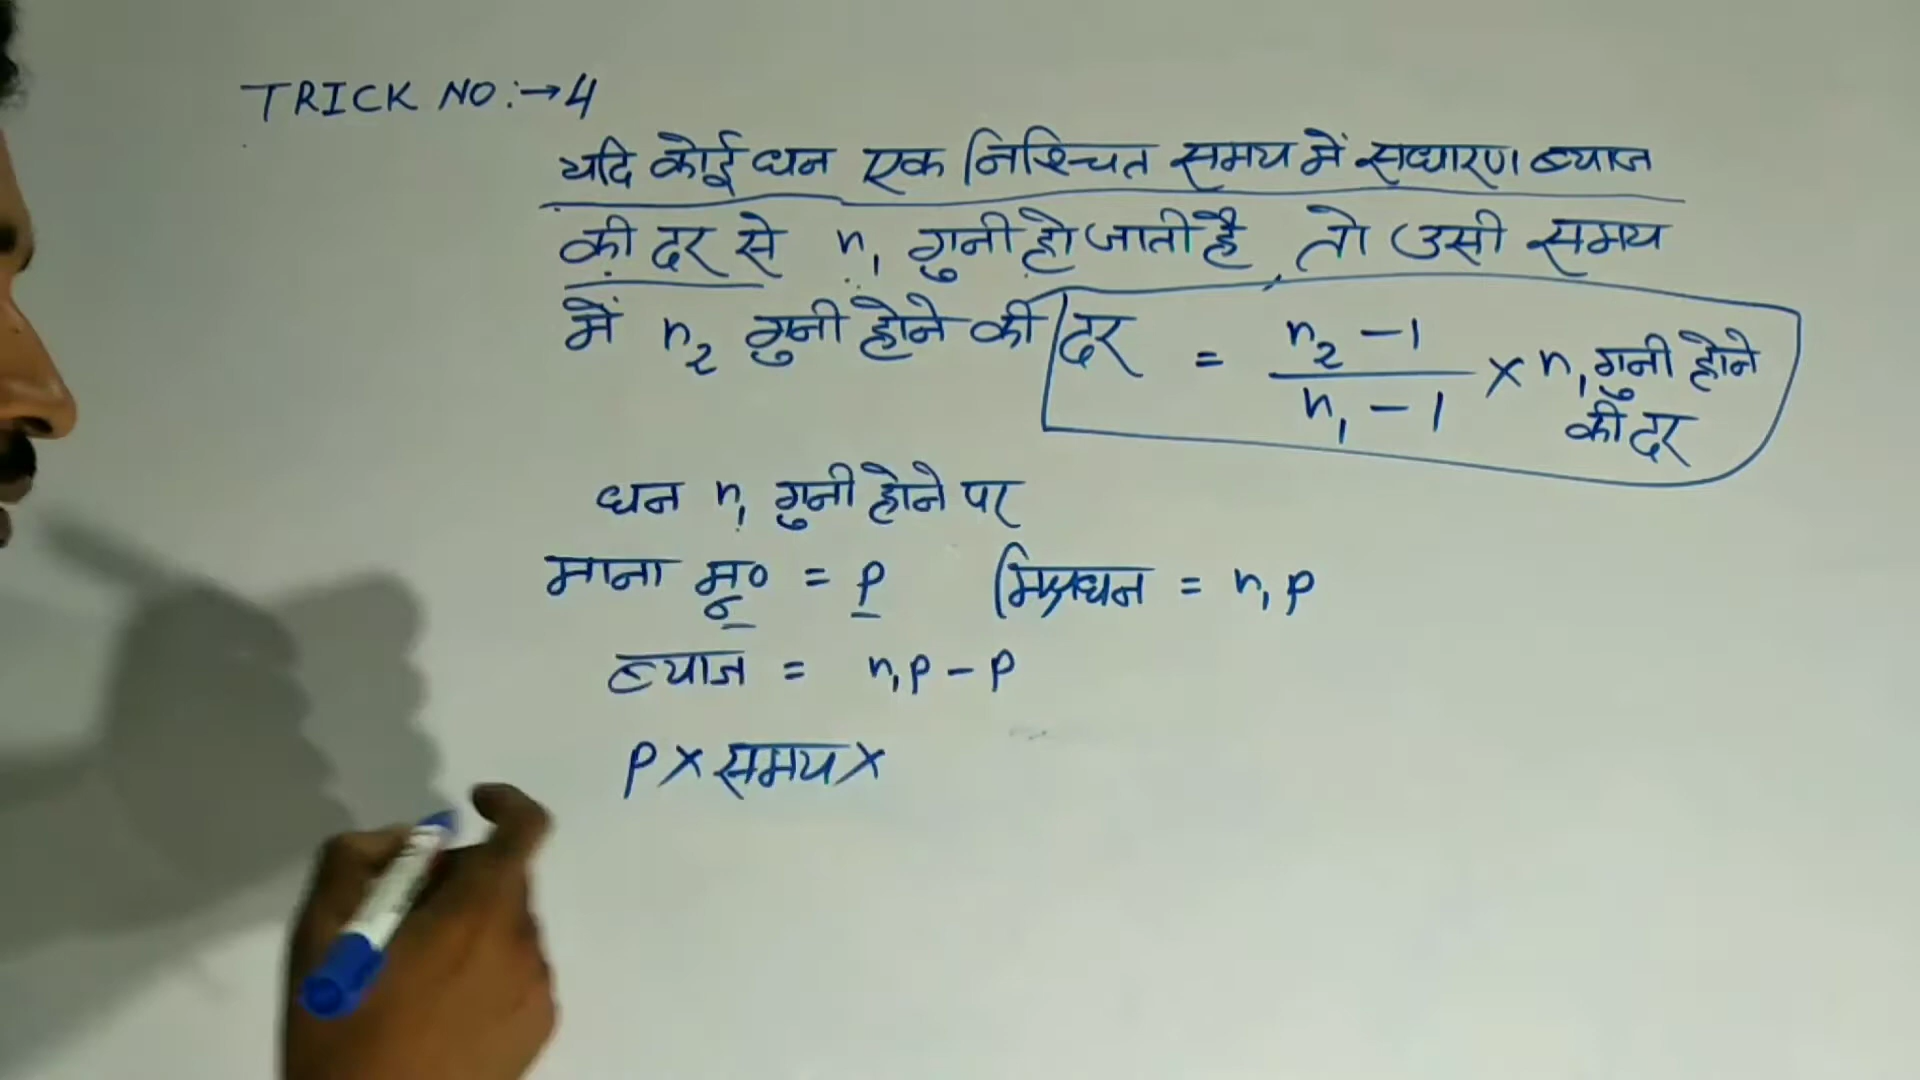 TRICK NO:→4
यदि कोई धन एक निश्चित समय में सधारण ब्याज
की दर से n₁ गुनी हो जाती है, तो उसी समय
में n₂ गुनी होने की दर = n₂ - 1 / n₁ - 1 × n₁ गुनी होने की दर
धन n₁ गुनी होने पर
माना मू० = P मिश्रधन = n₁P
ब्याज = n₁P - P
P × समय ×